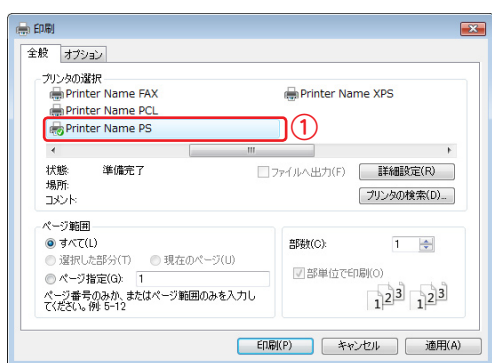 印刷
全般 オプション
プリンタの選択
Printer Name FAX
Printer Name XPS
Printer Name PCL
Printer Name PS
①
状態: 準備完了
ファイルへ出力(F)
詳細設定(R)
場所:
コメント:
プリンタの検索(D)...
ページ範囲
すべて(L)
選択した部分(T) 現在のページ(U)
ページ指定(G): 1
ページ番号のみか、またはページ範囲のみを入力し
てください。例: 5-12
部数(C): 1
部単位で印刷(O)
1 2 3 1 2 3
印刷(P) キャンセル 適用(A)